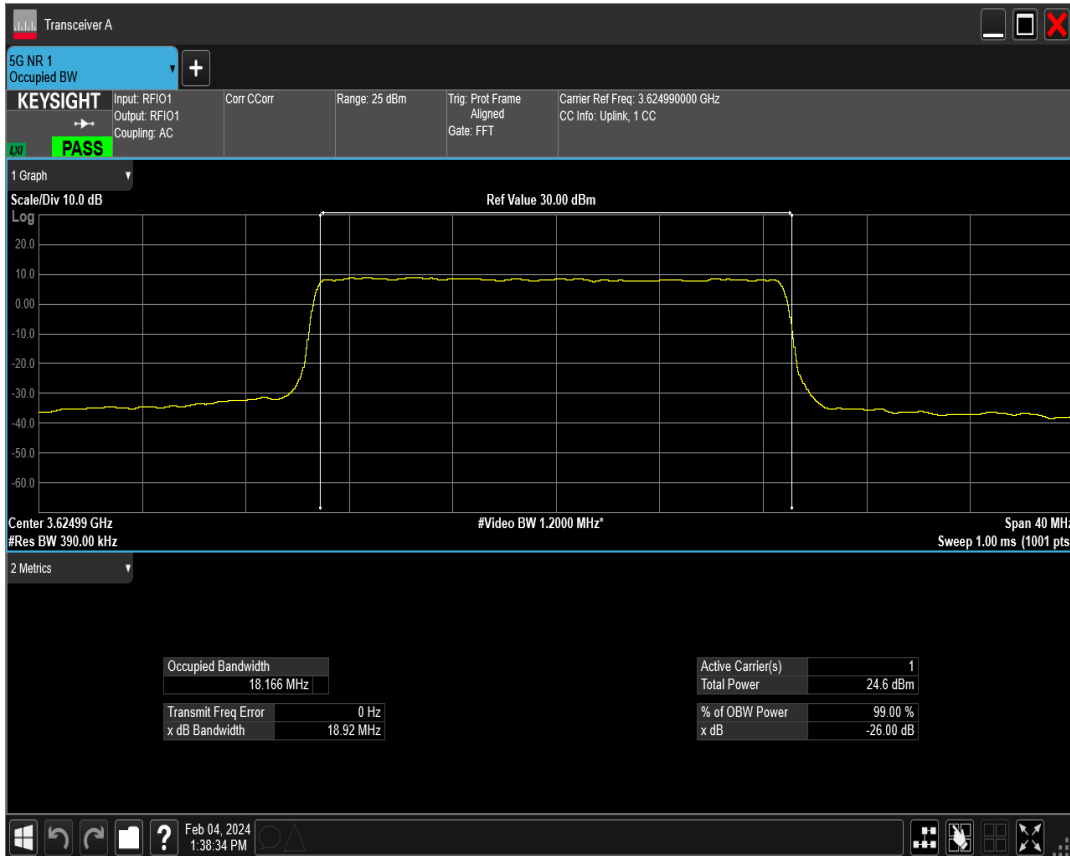 Transceiver A
5G NR 1
Occupied BW
+
KEYSIGHT
LXI
PASS
Input: RFIO1
Output: RFIO1
Coupling: AC
Corr CCorr
Range: 25 dBm
Trig: Prot Frame
Aligned
Gate: FFT
Carrier Ref Freq: 3.624990000 GHz
CC Info: Uplink, 1 CC
1 Graph
Scale/Div 10.0 dB
Ref Value 30.00 dBm
Log
20.0
10.0
0.00
-10.0
-20.0
-30.0
-40.0
-50.0
-60.0
Center 3.62499 GHz
#Video BW 1.2000 MHz*
Span 40 MHz
#Res BW 390.00 kHz
Sweep 1.00 ms (1001 pts
2 Metrics
Occupied Bandwidth
18.166 MHz
Transmit Freq Error 0 Hz
x dB Bandwidth 18.92 MHz
Active Carrier(s) 1
Total Power 24.6 dBm
% of OBW Power 99.00 %
x dB -26.00 dB
?
Feb 04, 2024
1:38:34 PM